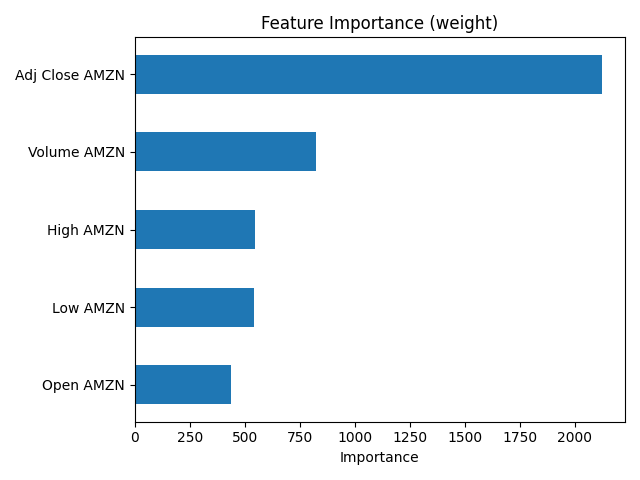 Feature Importance (weight)
Adj Close AMZN
Volume AMZN
High AMZN
Low AMZN
Open AMZN
0 250 500 750 1000 1250 1500 1750 2000
Importance